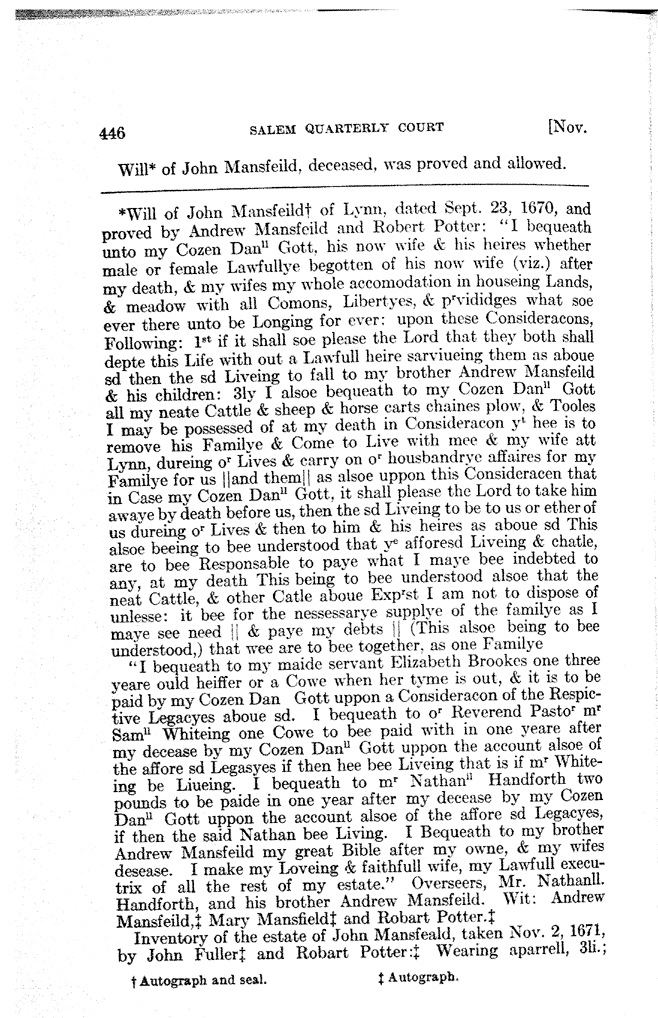 446 SALEM QUARTERLY COURT [Nov.
Will* of John Mansfeild, deceased, was proved and allowed.
*Will of John Mansfeild† of Lynn, dated Sept. 23, 1670, and
proved by Andrew Mansfeild and Robert Potter: "I bequeath
unto my Cozen Danˡˡ Gott, his now wife & his heires whether
male or female Lawfullye begotten of his now wife (viz.) after
my death, & my wifes my whole accomodation in houseing Lands,
& meadow with all Comons, Libertyes, & pʳvididges what soe
ever there unto be Longing for ever: upon these Consideracons,
Following: 1ˢᵗ if it shall soe please the Lord that they both shall
depte this Life with out a Lawfull heire sarviueing them as aboue
sd then the sd Liveing to fall to my brother Andrew Mansfeild
& his children: 3ly I alsoe bequeath to my Cozen Danˡˡ Gott
all my neate Cattle & sheep & horse carts chaines plow, & Tooles
I may be possessed of at my death in Consideracon yᵗ hee is to
remove his Familye & Come to Live with mee & my wife att
Lynn, dureing oʳ Lives & carry on oʳ housbandrye affaires for my
Familye for us ||and them|| as alsoe uppon this Consideracen that
in Case my Cozen Danˡˡ Gott, it shall please the Lord to take him
awaye by death before us, then the sd Liveing to be to us or ether of
us dureing oʳ Lives & then to him & his heires as aboue sd This
alsoe beeing to bee understood that yᵉ afforesd Liveing & chatle,
are to bee Responsable to paye what I maye bee indebted to
any, at my death This being to bee understood alsoe that the
neat Cattle, & other Catle aboue Expʳst I am not to dispose of
unlesse: it bee for the nessessarye supplye of the familye as I
maye see need || & paye my debts || (This alsoe being to bee
understood,) that wee are to bee together, as one Familye
"I bequeath to my maide servant Elizabeth Brookes one three
yeare ould heiffer or a Cowe when her tyme is out, & it is to be
paid by my Cozen Dan Gott uppon a Consideracon of the Respic-
tive Legacyes aboue sd. I bequeath to oʳ Reverend Pastoʳ mʳ
Samˡˡ Whiteing one Cowe to bee paid with in one yeare after
my decease by my Cozen Danˡˡ Gott uppon the account alsoe of
the affore sd Legasyes if then hee bee Liveing that is if mʳ White-
ing be Liueing. I bequeath to mʳ Nathanˡˡ Handforth two
pounds to be paide in one year after my decease by my Cozen
Danˡˡ Gott uppon the account alsoe of the affore sd Legacyes,
if then the said Nathan bee Living. I Bequeath to my brother
Andrew Mansfeild my great Bible after my owne, & my wifes
desease. I make my Loveing & faithfull wife, my Lawfull execu-
trix of all the rest of my estate." Overseers, Mr. Nathanll.
Handforth, and his brother Andrew Mansfeild. Wit: Andrew
Mansfeild,‡ Mary Mansfield‡ and Robart Potter.‡
Inventory of the estate of John Mansfeald, taken Nov. 2, 1671,
by John Fuller‡ and Robart Potter:‡ Wearing aparrell, 3li.;
† Autograph and seal. ‡ Autograph.